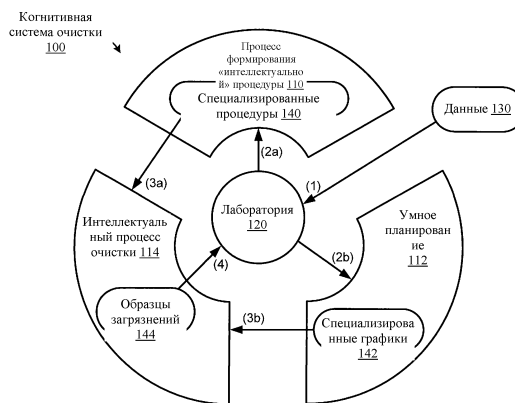 Когнитивная
система очистки
100
Процесс
формирования
«интеллектуально
й» процедуры 110
Специализированные
процедуры 140
Данные 130
(2a)
(3a)
(1)
Лаборатория
120
Интеллектуаль
ный процесс
очистки 114
Умное
планирован
ие
112
(2b)
(4)
Образцы
загрязнений
144
(3b)
Специализирова
нные графики
142